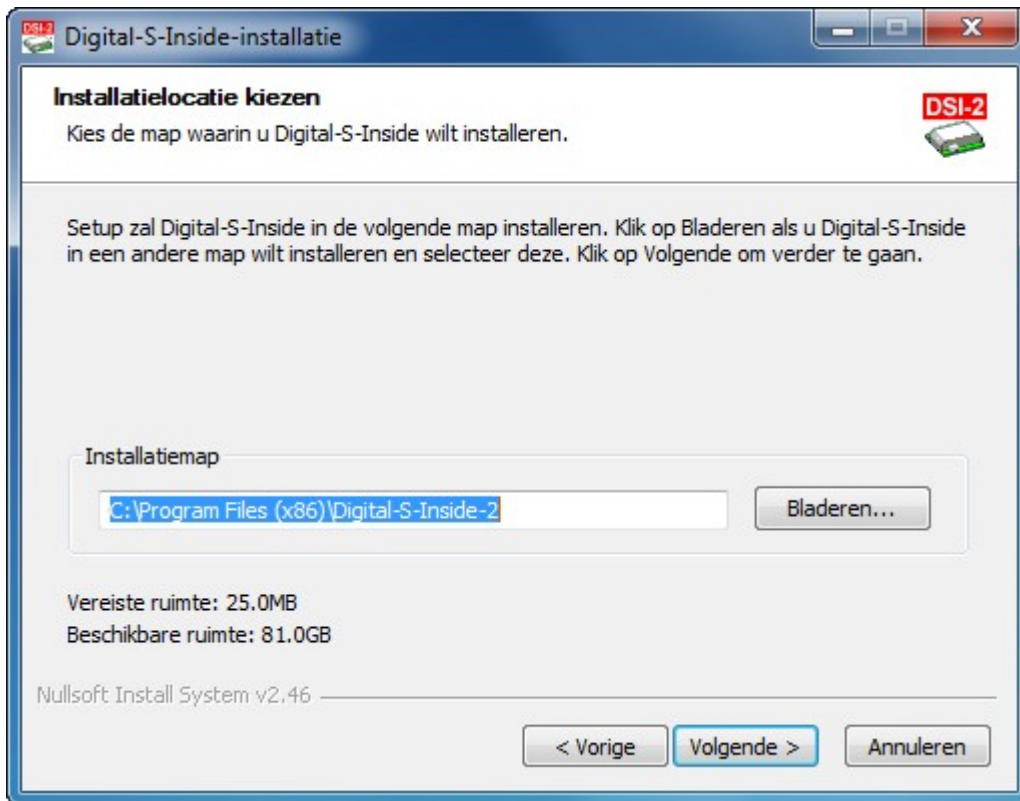 DSI-2
Digital-S-Inside-installatie
Installatielocatie kiezen
Kies de map waarin u Digital-S-Inside wilt installeren.
DSI-2
Setup zal Digital-S-Inside in de volgende map installeren. Klik op Bladeren als u Digital-S-Inside
in een andere map wilt installeren en selecteer deze. Klik op Volgende om verder te gaan.
Installatiemap
C:\Program Files (x86)\Digital-S-Inside-2
Bladeren...
Vereiste ruimte: 25.0MB
Beschikbare ruimte: 81.0GB
Nullsoft Install System v2.46
< Vorige
Volgende >
Annuleren